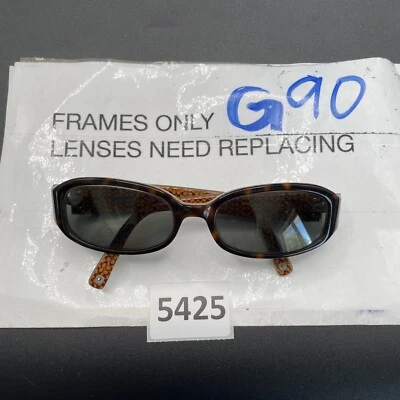 G90
FRAMES ONLY
LENSES NEED REPLACING
5425